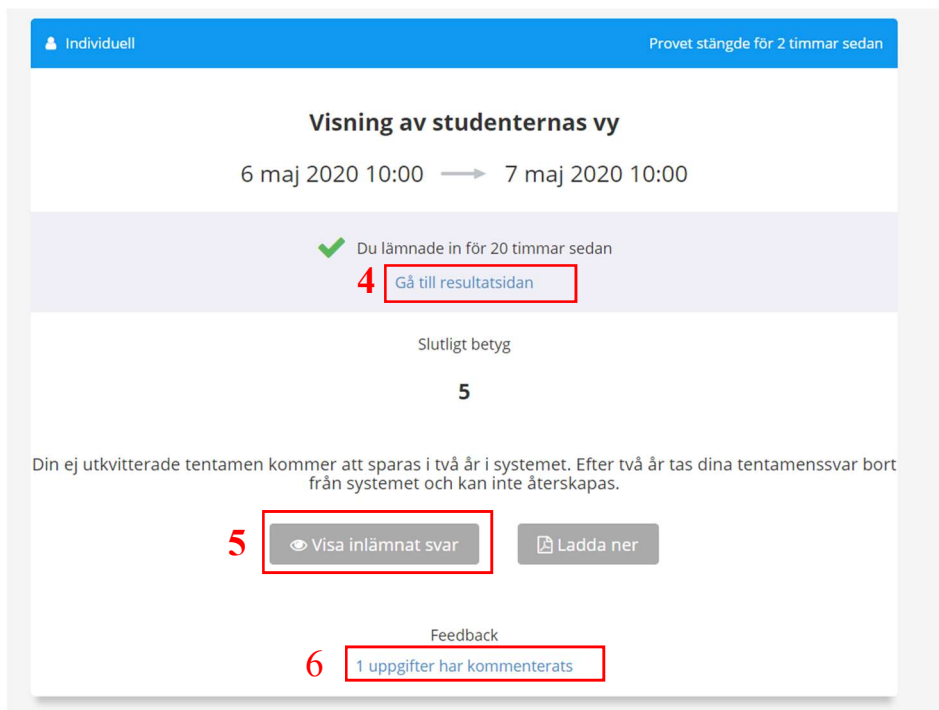 Individuell Provet stängde för 2 timmar sedan
Visning av studenternas vy
6 maj 2020 10:00 7 maj 2020 10:00
Du lämnade in för 20 timmar sedan
4 Gå till resultatsidan
Slutligt betyg
5
Din ej utkvitterade tentamen kommer att sparas i två år i systemet. Efter två år tas dina tentamenssvar bort
från systemet och kan inte återskapas.
5 Visa inlämnat svar Ladda ner
Feedback
6 1 uppgifter har kommenterats